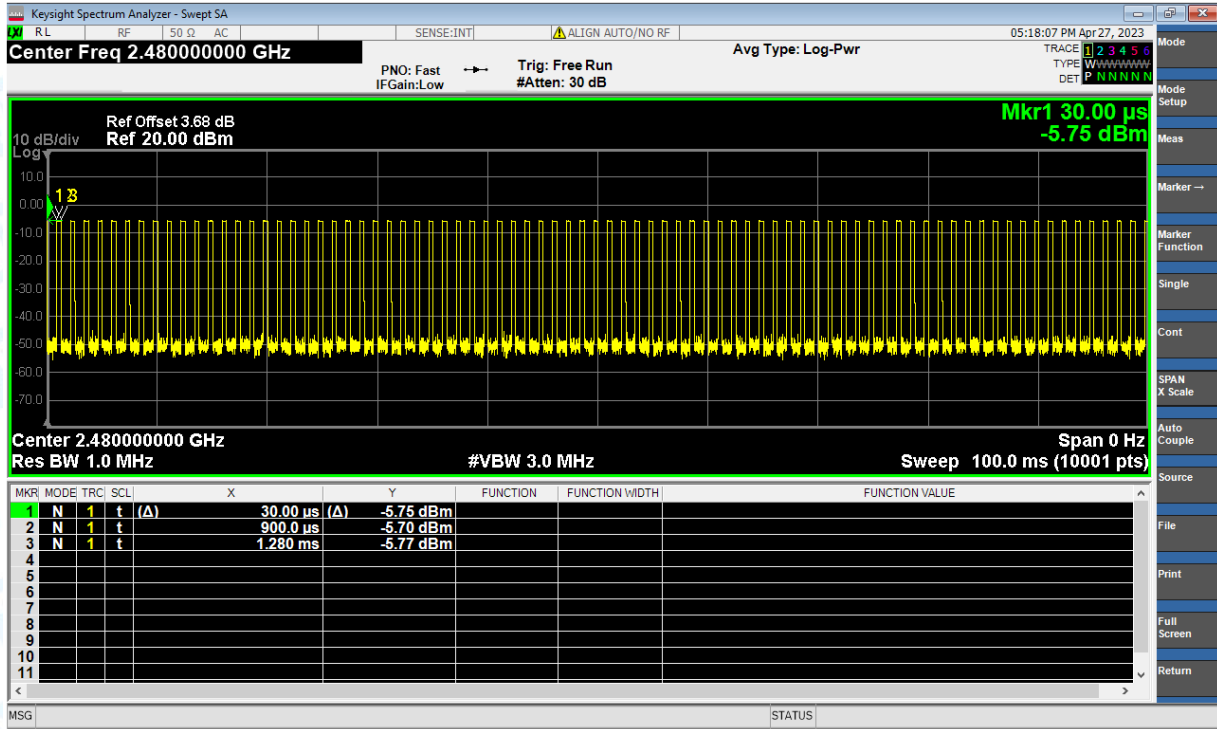 Keysight Spectrum Analyzer - Swept SA
LXI RL RF 50 Ω AC SENSE:INT ALIGN AUTO/NO RF 05:18:07 PM Apr 27, 2023
Center Freq 2.480000000 GHz
PNO: Fast
IFGain:Low
Trig: Free Run
#Atten: 30 dB
Avg Type: Log-Pwr
TRACE 1 2 3 4 5 6
TYPE WWWWWW
DET P N N N N N
Mkr1 30.00 µs
-5.75 dBm
Ref Offset 3.68 dB
10 dB/div Ref 20.00 dBm
Log
10.0
0.00
-10.0
-20.0
-30.0
-40.0
-50.0
-60.0
-70.0
1 2 3
Center 2.480000000 GHz Span 0 Hz
Res BW 1.0 MHz #VBW 3.0 MHz Sweep 100.0 ms (10001 pts)
MKR MODE TRC SCL X Y FUNCTION FUNCTION WIDTH FUNCTION VALUE
1 N 1 t (Δ) 30.00 µs (Δ) -5.75 dBm
2 N 1 t 900.0 µs -5.70 dBm
3 N 1 t 1.280 ms -5.77 dBm
4
5
6
7
8
9
10
11
MSG STATUS
Mode
Mode
Setup
Meas
Marker →
Marker
Function
Single
Cont
SPAN
X Scale
Auto
Couple
Source
File
Print
Full
Screen
Return